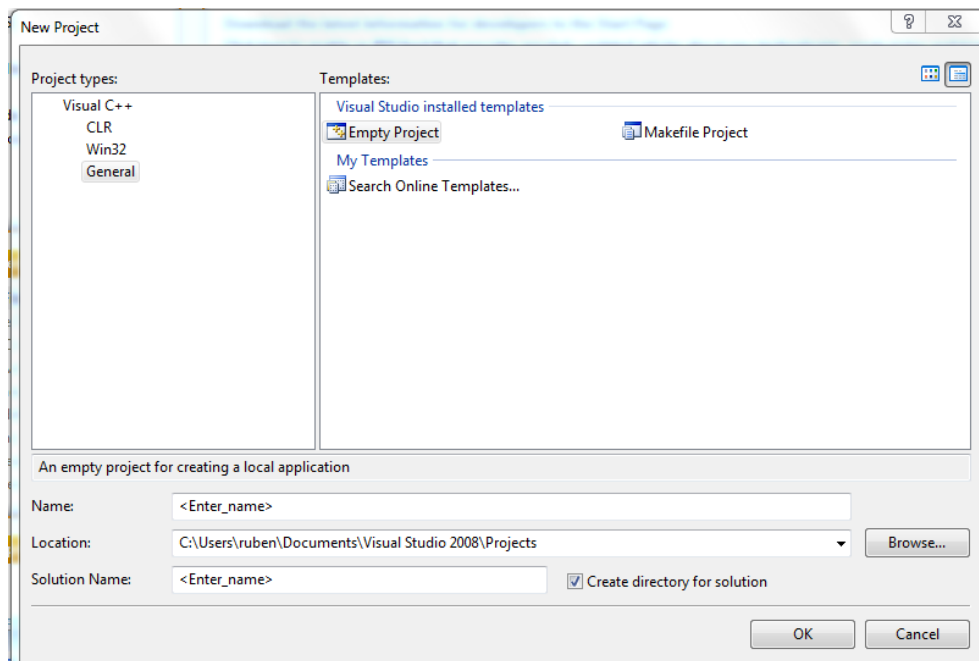 New Project
Project types:
Templates:
Visual C++
CLR
Win32
General
Visual Studio installed templates
Empty Project
Makefile Project
My Templates
Search Online Templates...
An empty project for creating a local application
Name:
<Enter_name>
Location:
C:\Users\ruben\Documents\Visual Studio 2008\Projects
Browse...
Solution Name:
<Enter_name>
Create directory for solution
OK
Cancel